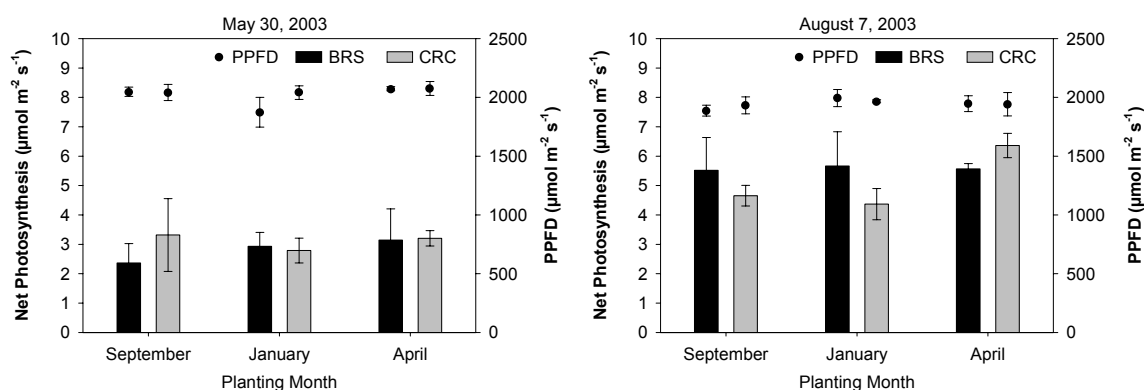 May 30, 2003
10
9
8
7
6
5
4
3
2
1
0
Net Photosynthesis (µmol m⁻² s⁻¹)
PPFD BRS CRC
2500
2000
1500
1000
500
0
PPFD (µmol m⁻² s⁻¹)
September January April
Planting Month
August 7, 2003
10
9
8
7
6
5
4
3
2
1
0
Net Photosynthesis (µmol m⁻² s⁻¹)
PPFD BRS CRC
2500
2000
1500
1000
500
0
PPFD (µmol m⁻² s⁻¹)
September January April
Planting Month